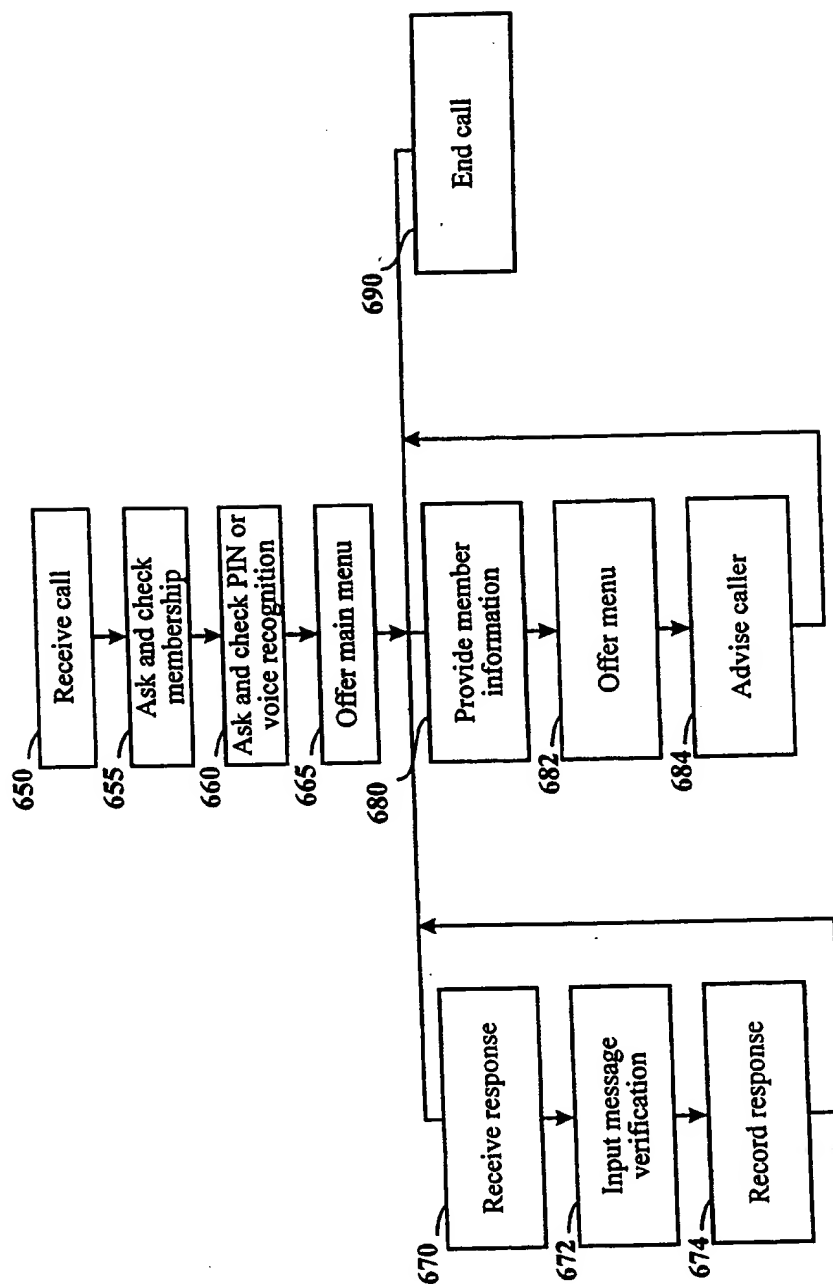 650
Receive call
655
Ask and check
membership
660
Ask and check PIN or
voice recognition
665
Offer main menu
670
Receive response
672
Input message
verification
674
Record response
680
Provide member
information
682
Offer menu
684
Advise caller
690
End call